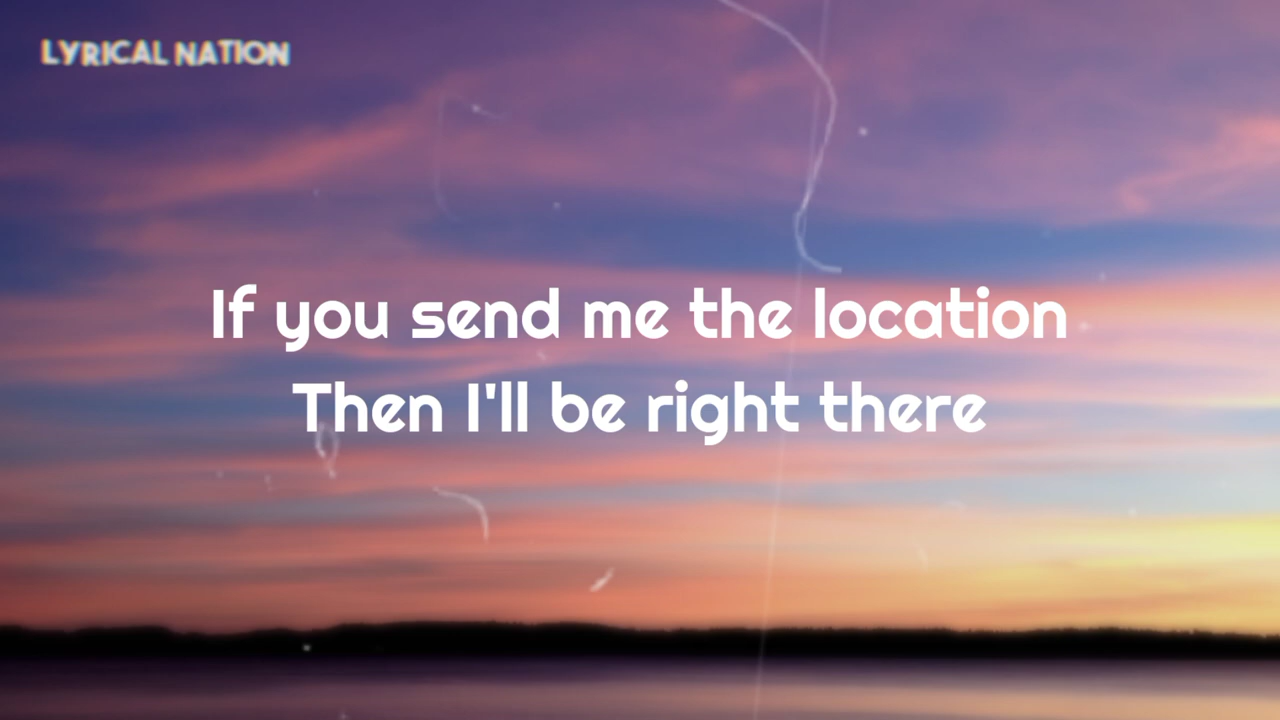 LYRICAL NATION
If you send me the location
Then I'll be right there